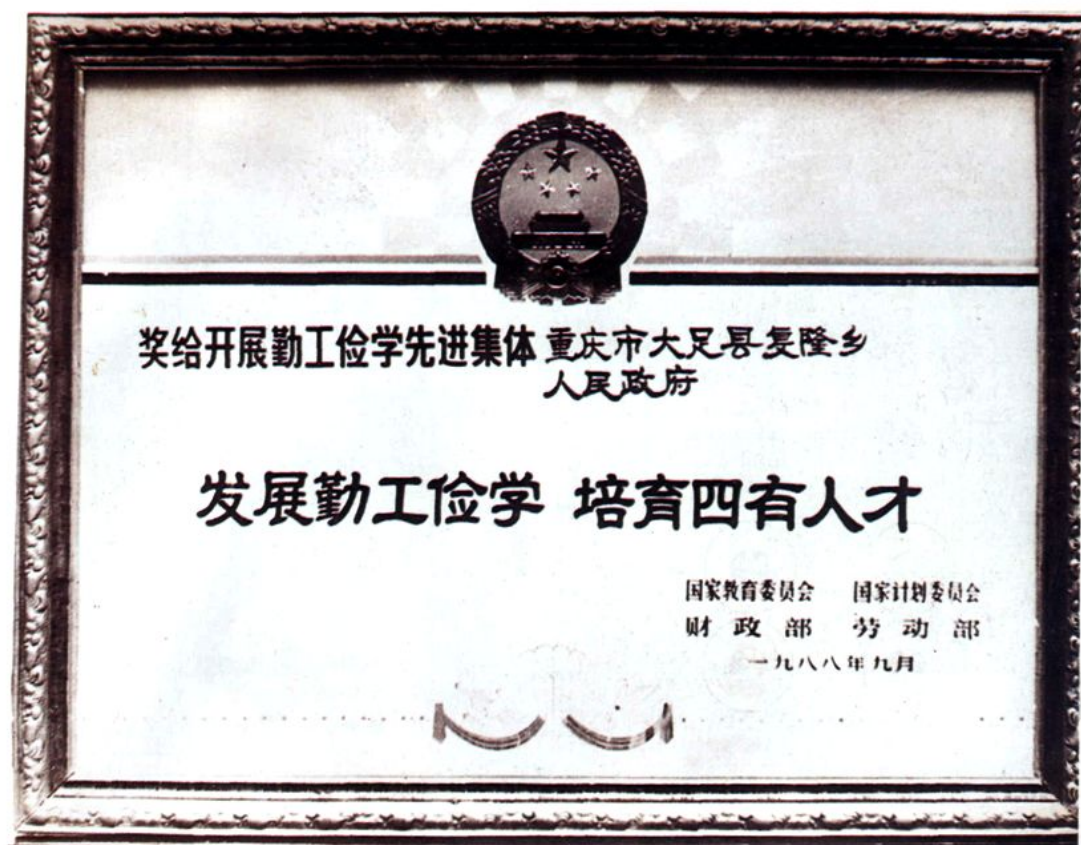 奖给开展勤工俭学先进集体 重庆市大足县复隆乡
人民政府
发展勤工俭学 培育四有人才
国家教育委员会 国家计划委员会
财政部 劳动部
一九八八年九月